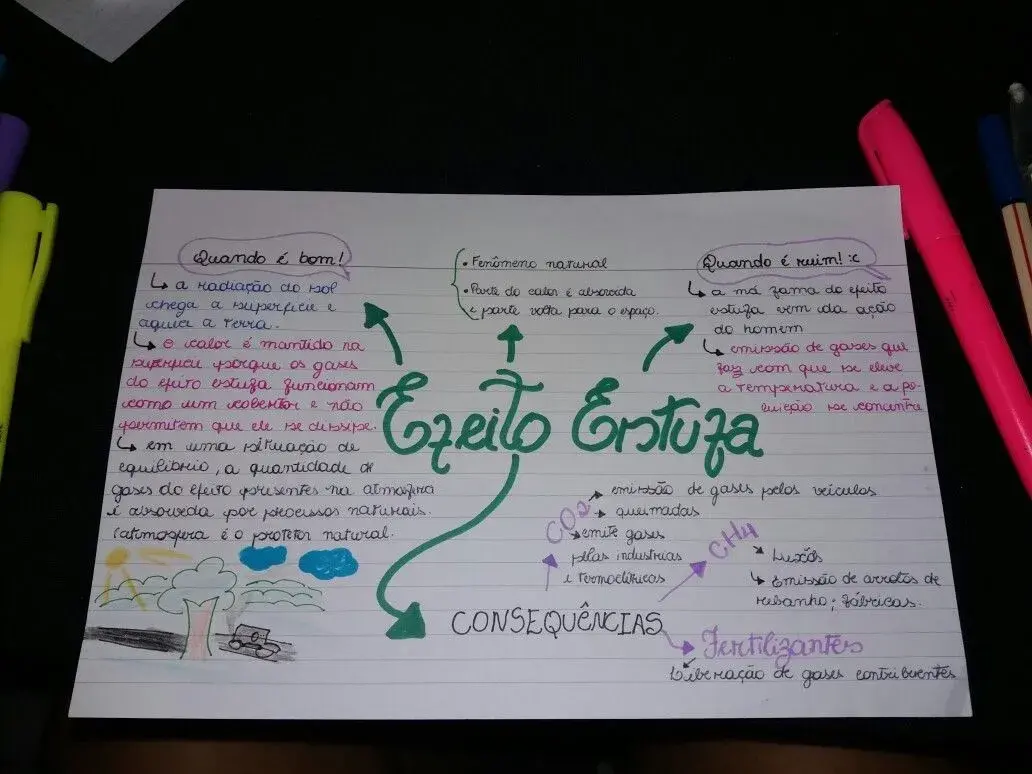 Quando é bom!
↳ a radiação do sol
chega a superfície e
aquece a Terra.
↳ o calor é mantido na
superfície porque os gases
do efeito estufa funcionam
como um cobertor e não
permitem que ele se dissipe.
↳ em uma situação de
equilíbrio, a quantidade de
gases do efeito presentes na atmosfera
é absorvida por processos naturais.
(atmosfera é o protetor natural.
• Fenômeno natural
• Parte do calor é absorvida
e parte volta para o espaço.
Quando é ruim! :c
↳ a má fama do efeito
estufa vem da ação
do homem
↳ emissão de gases que
faz com que se eleve
a temperatura e a po-
luição se
Efeito Estufa
CONSEQUÊNCIAS
CO2
emissão de gases pelos veículos
queimadas
emite gases
pelas industrias
e termoelétricas
CH4
Lixões
↳ Emissão de arrotos de
rebanho; fábricas.
Fertilizantes
Liberação de gases contribuentes